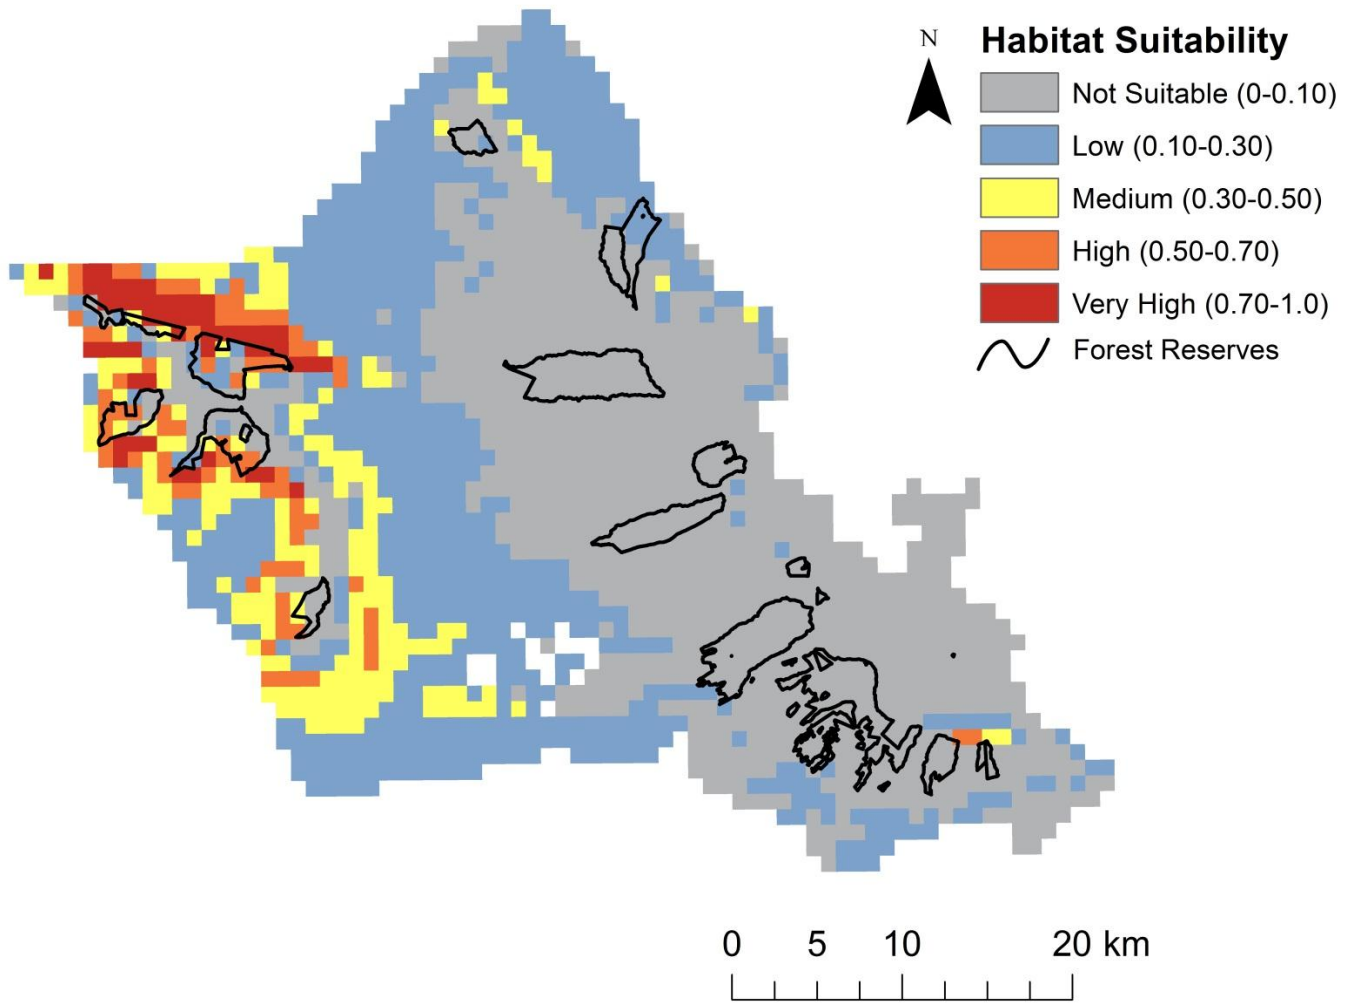 N
Habitat Suitability
Not Suitable (0-0.10)
Low (0.10-0.30)
Medium (0.30-0.50)
High (0.50-0.70)
Very High (0.70-1.0)
Forest Reserves
0 5 10 20 km